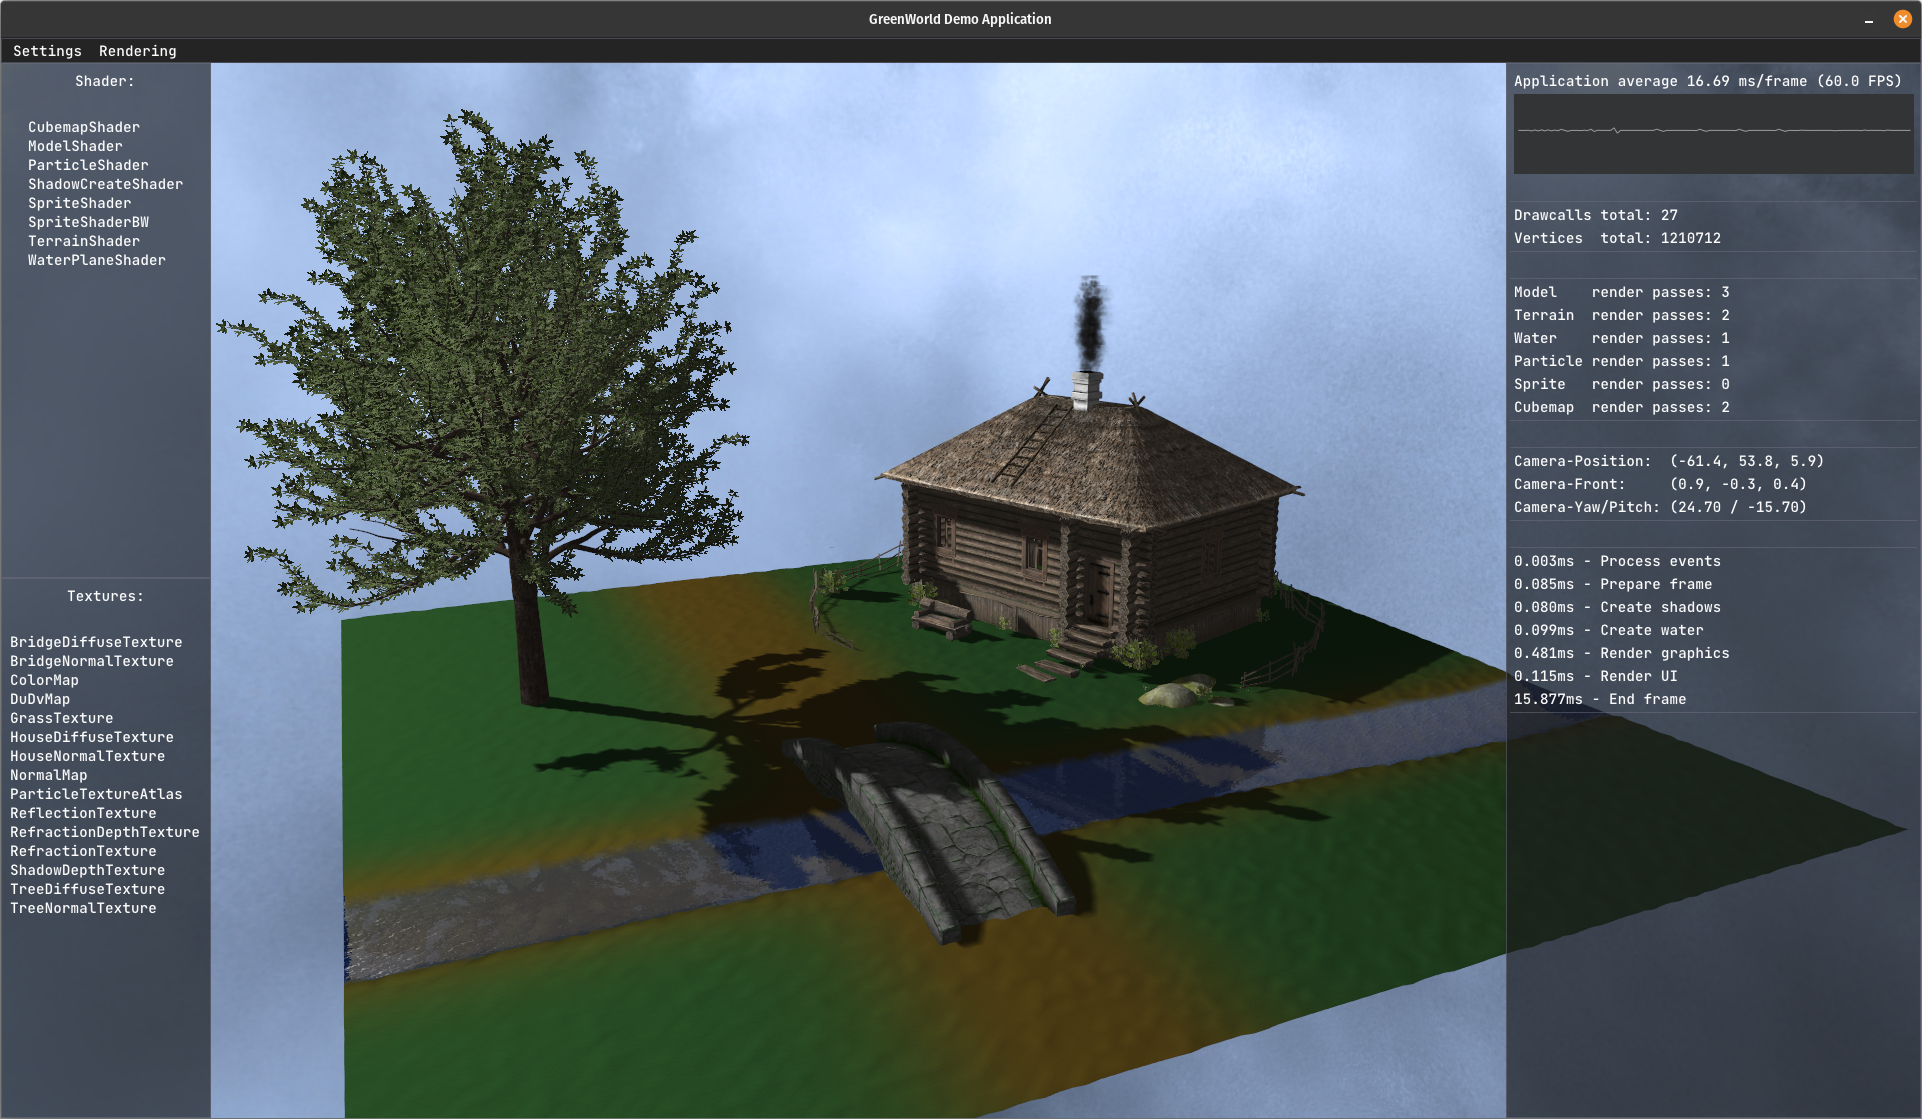 GreenWorld Demo Application
Settings Rendering
Shader:
CubemapShader
ModelShader
ParticleShader
ShadowCreateShader
SpriteShader
SpriteShaderBW
TerrainShader
WaterPlaneShader
Textures:
BridgeDiffuseTexture
BridgeNormalTexture
ColorMap
DuDvMap
GrassTexture
HouseDiffuseTexture
HouseNormalTexture
NormalMap
ParticleTextureAtlas
ReflectionTexture
RefractionDepthTexture
RefractionTexture
ShadowDepthTexture
TreeDiffuseTexture
TreeNormalTexture
Application average 16.69 ms/frame (60.0 FPS)
Drawcalls total: 27
Vertices  total: 1210712
Model    render passes: 3
Terrain  render passes: 2
Water    render passes: 1
Particle render passes: 1
Sprite   render passes: 0
Cubemap  render passes: 2
Camera-Position:  (-61.4, 53.8, 5.9)
Camera-Front:     (0.9, -0.3, 0.4)
Camera-Yaw/Pitch: (24.70 / -15.70)
0.003ms - Process events
0.085ms - Prepare frame
0.080ms - Create shadows
0.099ms - Create water
0.481ms - Render graphics
0.115ms - Render UI
15.877ms - End frame